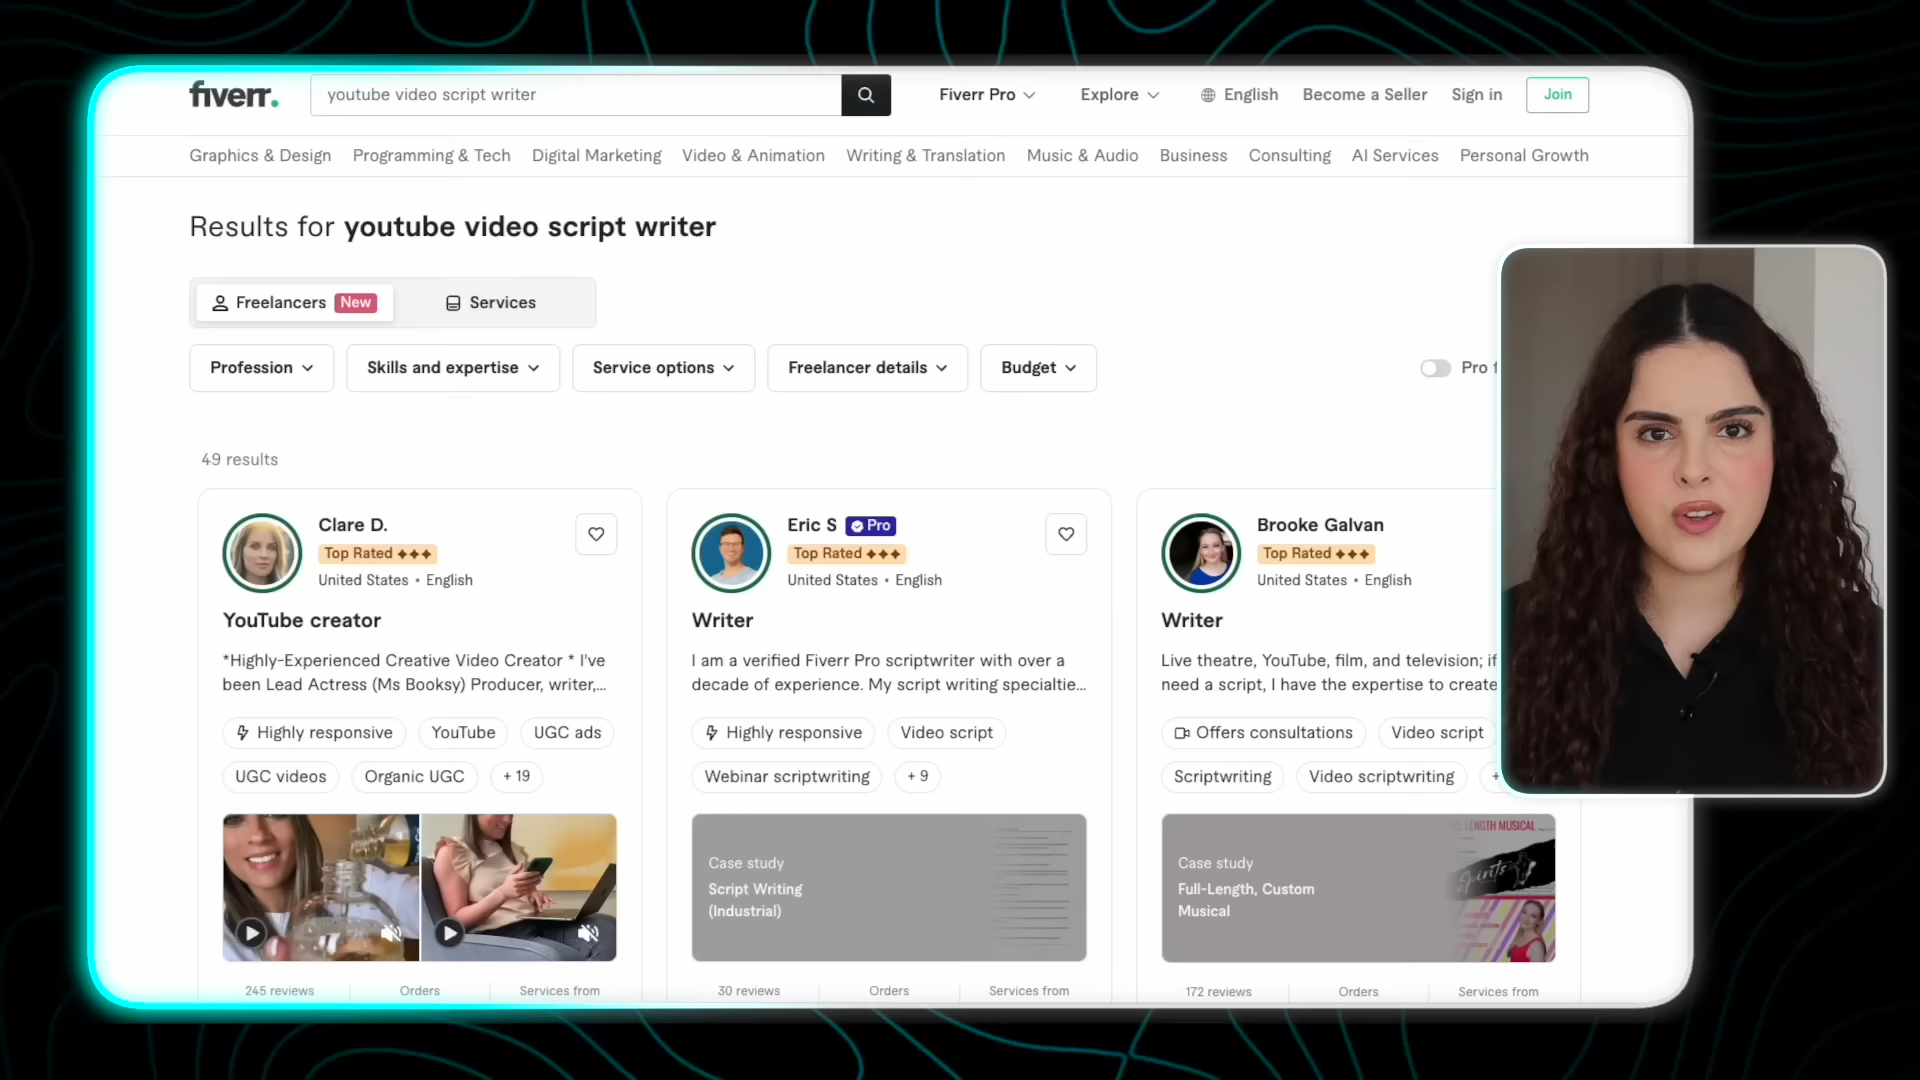 fiverr.
youtube video script writer
Fiverr Pro
Explore
English
Become a Seller
Sign in
Join
Graphics & Design
Programming & Tech
Digital Marketing
Video & Animation
Writing & Translation
Music & Audio
Business
Consulting
AI Services
Personal Growth
Results for youtube video script writer
Freelancers New
Services
Profession
Skills and expertise
Service options
Freelancer details
Budget
Pro
49 results
Clare D.
Top Rated
United States • English
YouTube creator
*Highly-Experienced Creative Video Creator * I've
been Lead Actress (Ms Booksy) Producer, writer,...
Highly responsive
YouTube
UGC ads
UGC videos
Organic UGC
+ 19
245 reviews
Orders
Services from
Eric S Pro
Top Rated
United States • English
Writer
I am a verified Fiverr Pro scriptwriter with over a
decade of experience. My script writing specialtie...
Highly responsive
Video script
Webinar scriptwriting
+ 9
Case study
Script Writing
(Industrial)
30 reviews
Orders
Services from
Brooke Galvan
Top Rated
United States • English
Writer
Live theatre, YouTube, film, and television; if
need a script, I have the expertise to create
Offers consultations
Video script
Scriptwriting
Video scriptwriting
+
Case study
Full-Length, Custom
Musical
LENGTH MUSICAL
Spirits
172 reviews
Orders
Services from